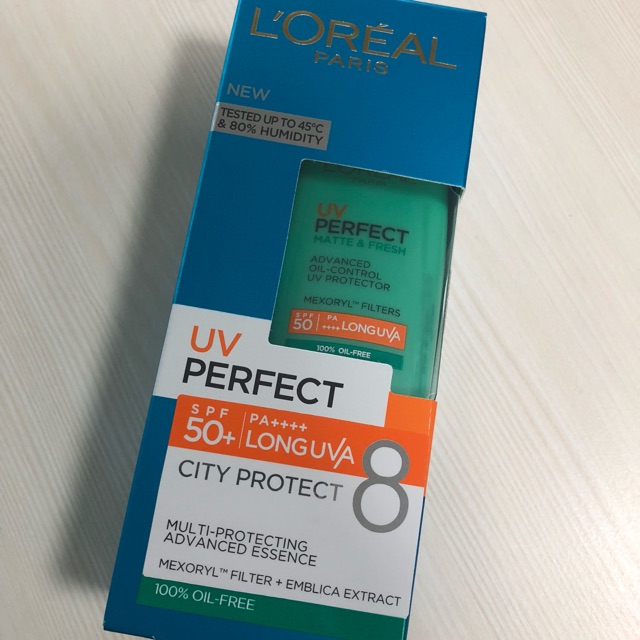 L'ORÉAL
PARIS
NEW
TESTED UP TO 45°C
& 80% HUMIDITY
UV
PERFECT
MATTE & FRESH
ADVANCED
OIL-CONTROL
UV PROTECTOR
MEXORYL™ FILTERS
SPF
50
PA
++++ LONG UVA
100% OIL-FREE
UV
PERFECT
SPF
50+
PA++++
LONG UVA
CITY PROTECT
8
MULTI-PROTECTING
ADVANCED ESSENCE
MEXORYL™ FILTER + EMBLICA EXTRACT
100% OIL-FREE